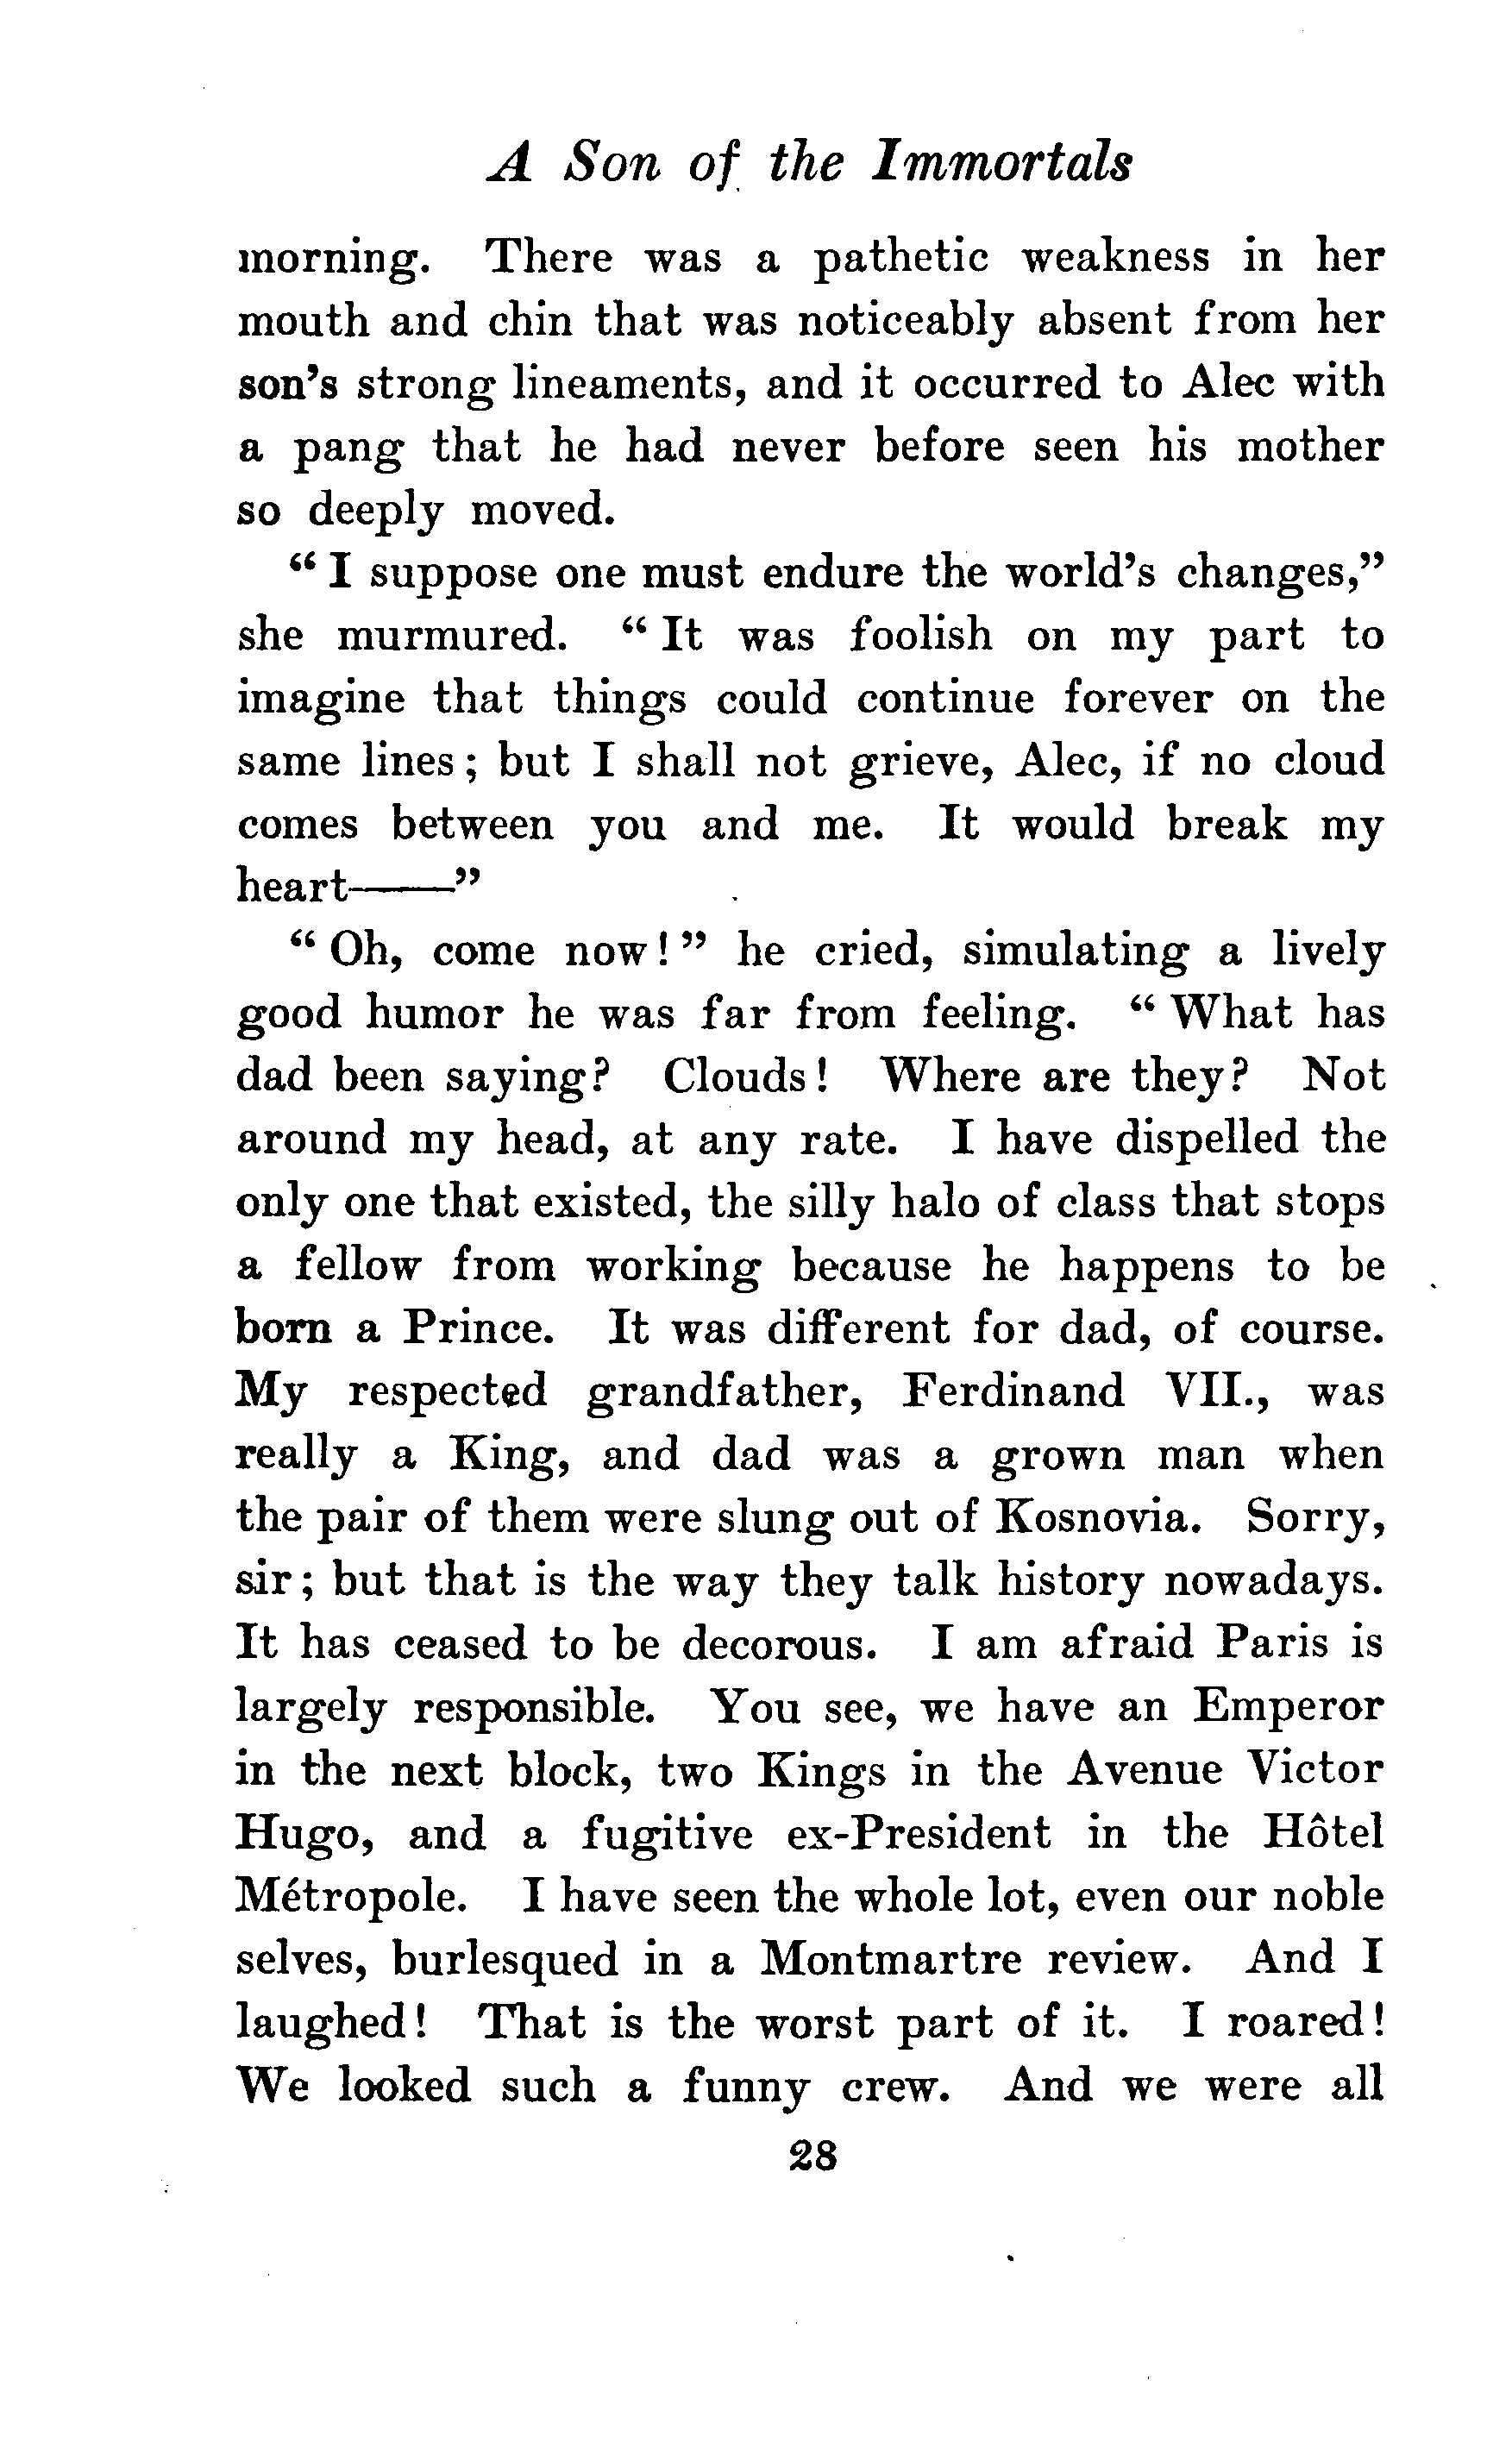 A Son of the Immortals
morning. There was a pathetic weakness in her
mouth and chin that was noticeably absent from her
son's strong lineaments, and it occurred to Alec with
a pang that he had never before seen his mother
so deeply moved.
“ I suppose one must endure the world's changes,”
she murmured. “ It was foolish on my part to
imagine that things could continue forever on the
same lines ; but I shall not grieve, Alec, if no cloud
comes between you and me. It would break my
heart——”
“ Oh, come now ! ” he cried, simulating a lively
good humor he was far from feeling. “ What has
dad been saying? Clouds ! Where are they? Not
around my head, at any rate. I have dispelled the
only one that existed, the silly halo of class that stops
a fellow from working because he happens to be
born a Prince. It was different for dad, of course.
My respected grandfather, Ferdinand VII., was
really a King, and dad was a grown man when
the pair of them were slung out of Kosnovia. Sorry,
sir ; but that is the way they talk history nowadays.
It has ceased to be decorous. I am afraid Paris is
largely responsible. You see, we have an Emperor
in the next block, two Kings in the Avenue Victor
Hugo, and a fugitive ex-President in the Hôtel
Métropole. I have seen the whole lot, even our noble
selves, burlesqued in a Montmartre review. And I
laughed ! That is the worst part of it. I roared !
We looked such a funny crew. And we were all
28